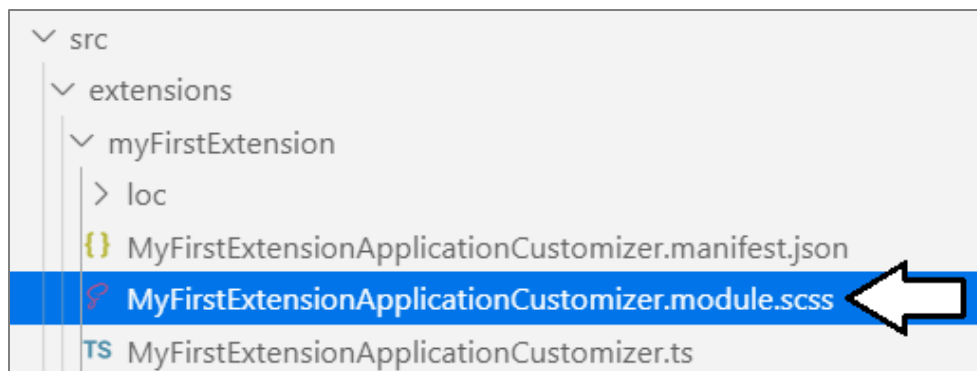 src
extensions
myFirstExtension
loc
{} MyFirstExtensionApplicationCustomizer.manifest.json
MyFirstExtensionApplicationCustomizer.module.scss
TS MyFirstExtensionApplicationCustomizer.ts